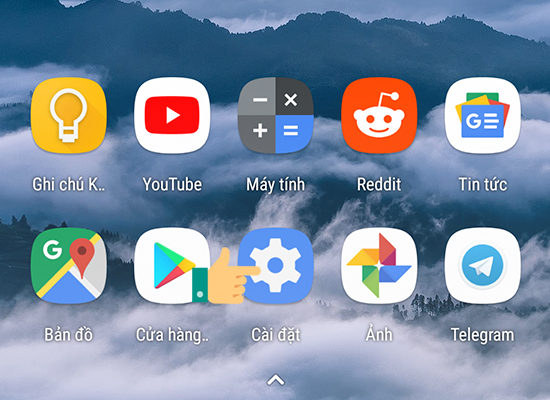 Ghi chú K..
YouTube
Máy tính
Reddit
Tin tức
G
Bản đồ
Cửa hàng..
Cài đặt
Ảnh
Telegram